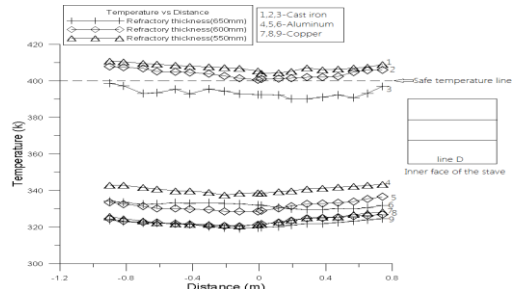 Temperature vs Distance
Refractory thickness(650mm)
Refractory thickness(600mm)
Refractory thickness(550mm)
1,2,3-Cast iron
4,5,6-Aluminum
7,8,9-Copper
420
400
380
360
340
320
300
Temperature (k)
1
2
3
4
5
6
8
9
Safe temperature line
line D
Inner face of the stave
-1.2
-0.8
-0.4
0
0.4
0.8
Distance (m)